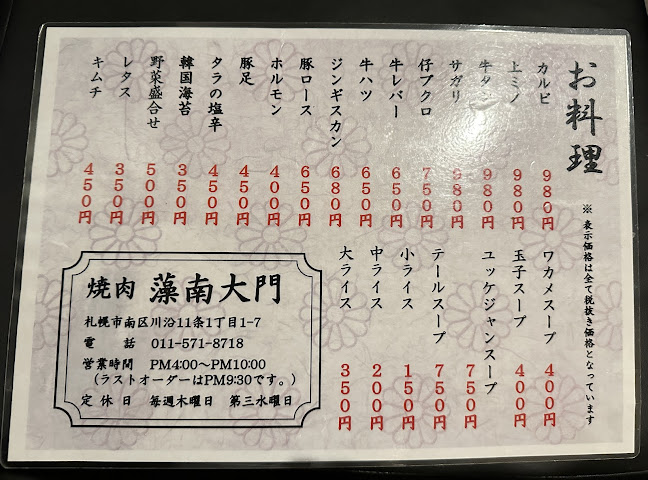 お料理
※ 表示価格は全て税抜き価格となっています
カルビ 980円
上ミノ 980円
牛タン 980円
サガリ 980円
仔ブクロ 750円
牛レバー 650円
牛ハツ 650円
ジンギスカン 680円
豚ロース 650円
ホルモン 400円
豚足 450円
タラの塩辛 450円
韓国海苔 350円
野菜盛合せ 500円
レタス 350円
キムチ 450円
ワカメスープ 400円
玉子スープ 400円
ユッケジャンスープ 750円
テールスープ 750円
小ライス 150円
中ライス 200円
大ライス 350円
焼肉 藻南大門
札幌市南区川沿11条1丁目1-7
電 話 011-571-8718
営業時間 PM4:00〜PM10:00
(ラストオーダーはPM9:30です。)
定休日 毎週木曜日 第三水曜日